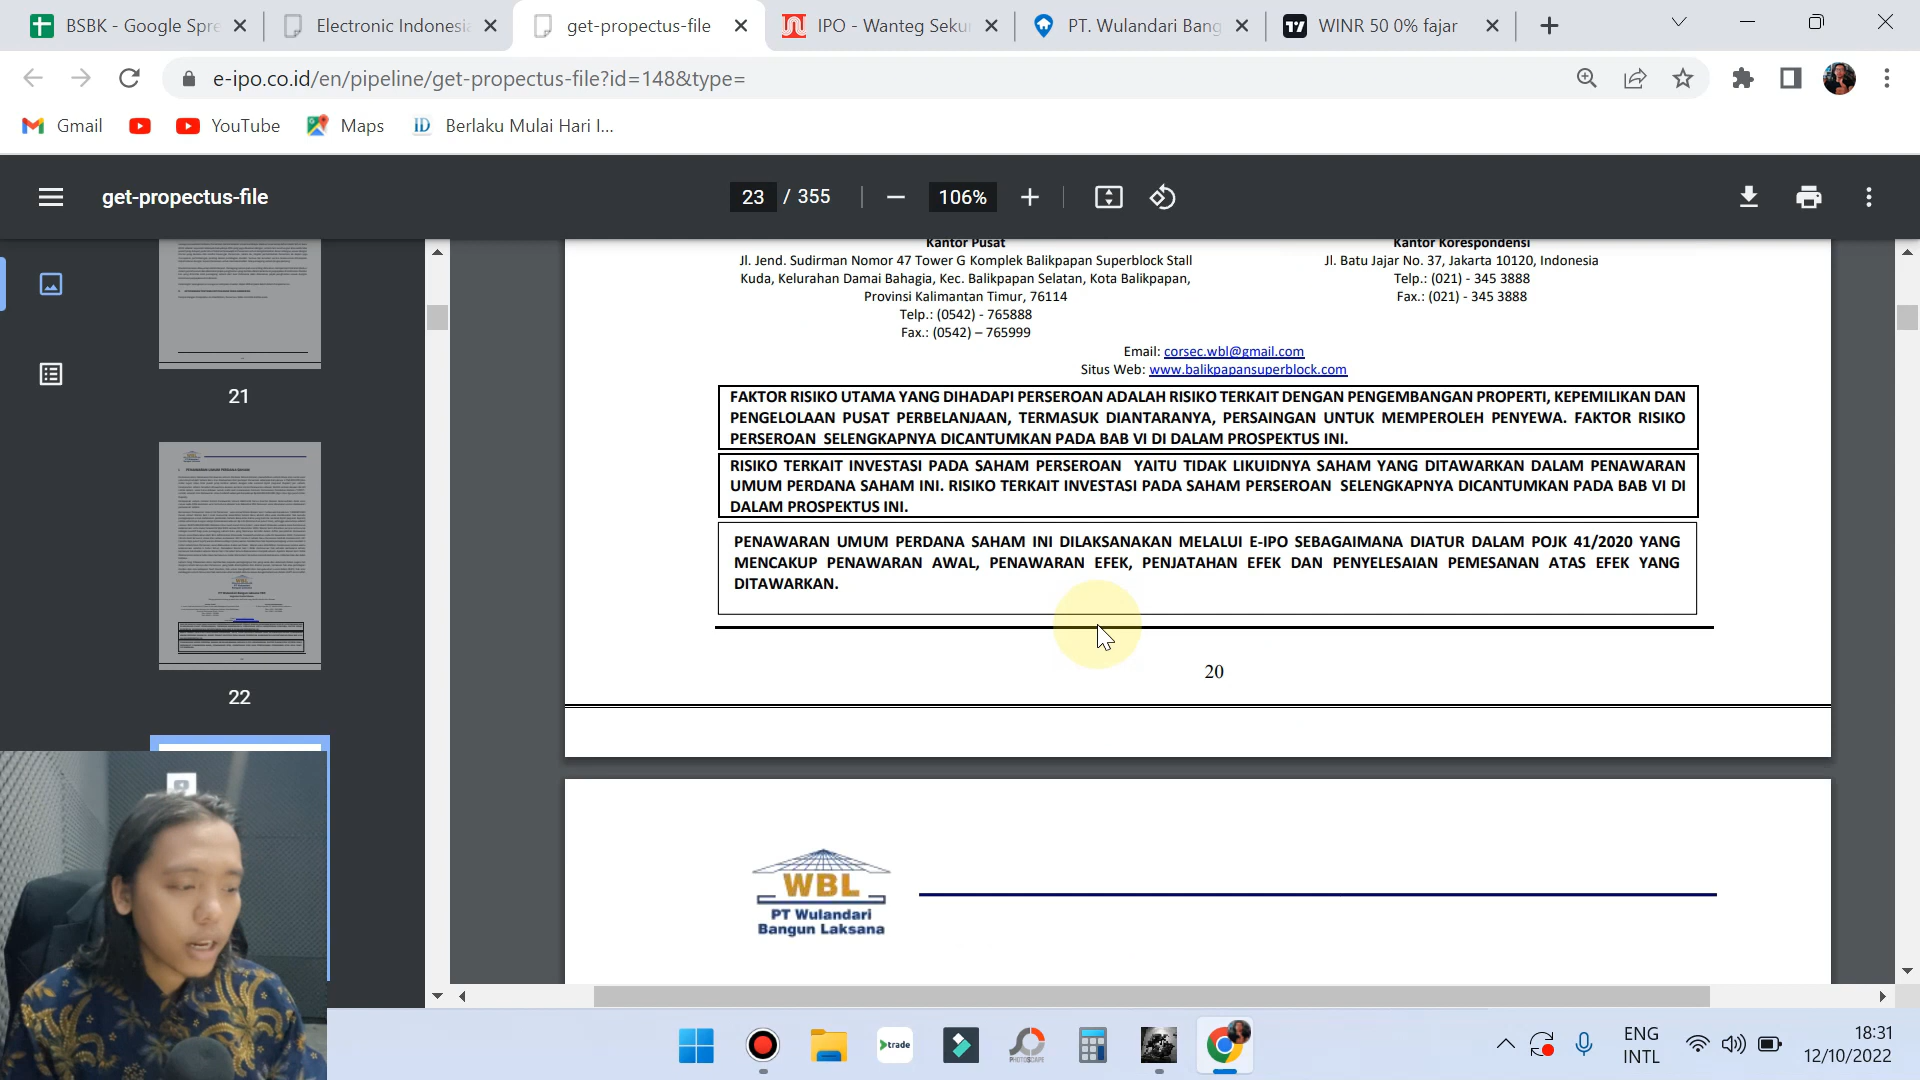 BSBK - Google Spre
Electronic Indonesia
get-propectus-file
IPO - Wanteg Seku
PT. Wulandari Bang
WINR 50 0% fajar
e-ipo.co.id/en/pipeline/get-propectus-file?id=148&type=
Gmail
YouTube
Maps
Berlaku Mulai Hari I...
get-propectus-file
23 / 355
106%
Kantor Pusat
Jl. Jend. Sudirman Nomor 47 Tower G Komplek Balikpapan Superblock Stall
Kuda, Kelurahan Damai Bahagia, Kec. Balikpapan Selatan, Kota Balikpapan,
Provinsi Kalimantan Timur, 76114
Telp.: (0542) - 765888
Fax.: (0542) – 765999
Kantor Korespondensi
Jl. Batu Jajar No. 37, Jakarta 10120, Indonesia
Telp.: (021) - 345 3888
Fax.: (021) - 345 3888
Email: corsec.wbl@gmail.com
Situs Web: www.balikpapansuperblock.com
FAKTOR RISIKO UTAMA YANG DIHADAPI PERSEROAN ADALAH RISIKO TERKAIT DENGAN PENGEMBANGAN PROPERTI, KEPEMILIKAN DAN
PENGELOLAAN PUSAT PERBELANJAAN, TERMASUK DIANTARANYA, PERSAINGAN UNTUK MEMPEROLEH PENYEWA. FAKTOR RISIKO
PERSEROAN SELENGKAPNYA DICANTUMKAN PADA BAB VI DI DALAM PROSPEKTUS INI.
RISIKO TERKAIT INVESTASI PADA SAHAM PERSEROAN YAITU TIDAK LIKUIDNYA SAHAM YANG DITAWARKAN DALAM PENAWARAN
UMUM PERDANA SAHAM INI. RISIKO TERKAIT INVESTASI PADA SAHAM PERSEROAN SELENGKAPNYA DICANTUMKAN PADA BAB VI DI
DALAM PROSPEKTUS INI.
PENAWARAN UMUM PERDANA SAHAM INI DILAKSANAKAN MELALUI E-IPO SEBAGAIMANA DIATUR DALAM POJK 41/2020 YANG
MENCAKUP PENAWARAN AWAL, PENAWARAN EFEK, PENJATAHAN EFEK DAN PENYELESAIAN PEMESANAN ATAS EFEK YANG
DITAWARKAN.
20
WBL
PT Wulandari
Bangun Laksana
21
22
trade
PHOTOSCAPE
ENG
INTL
18:31
12/10/2022